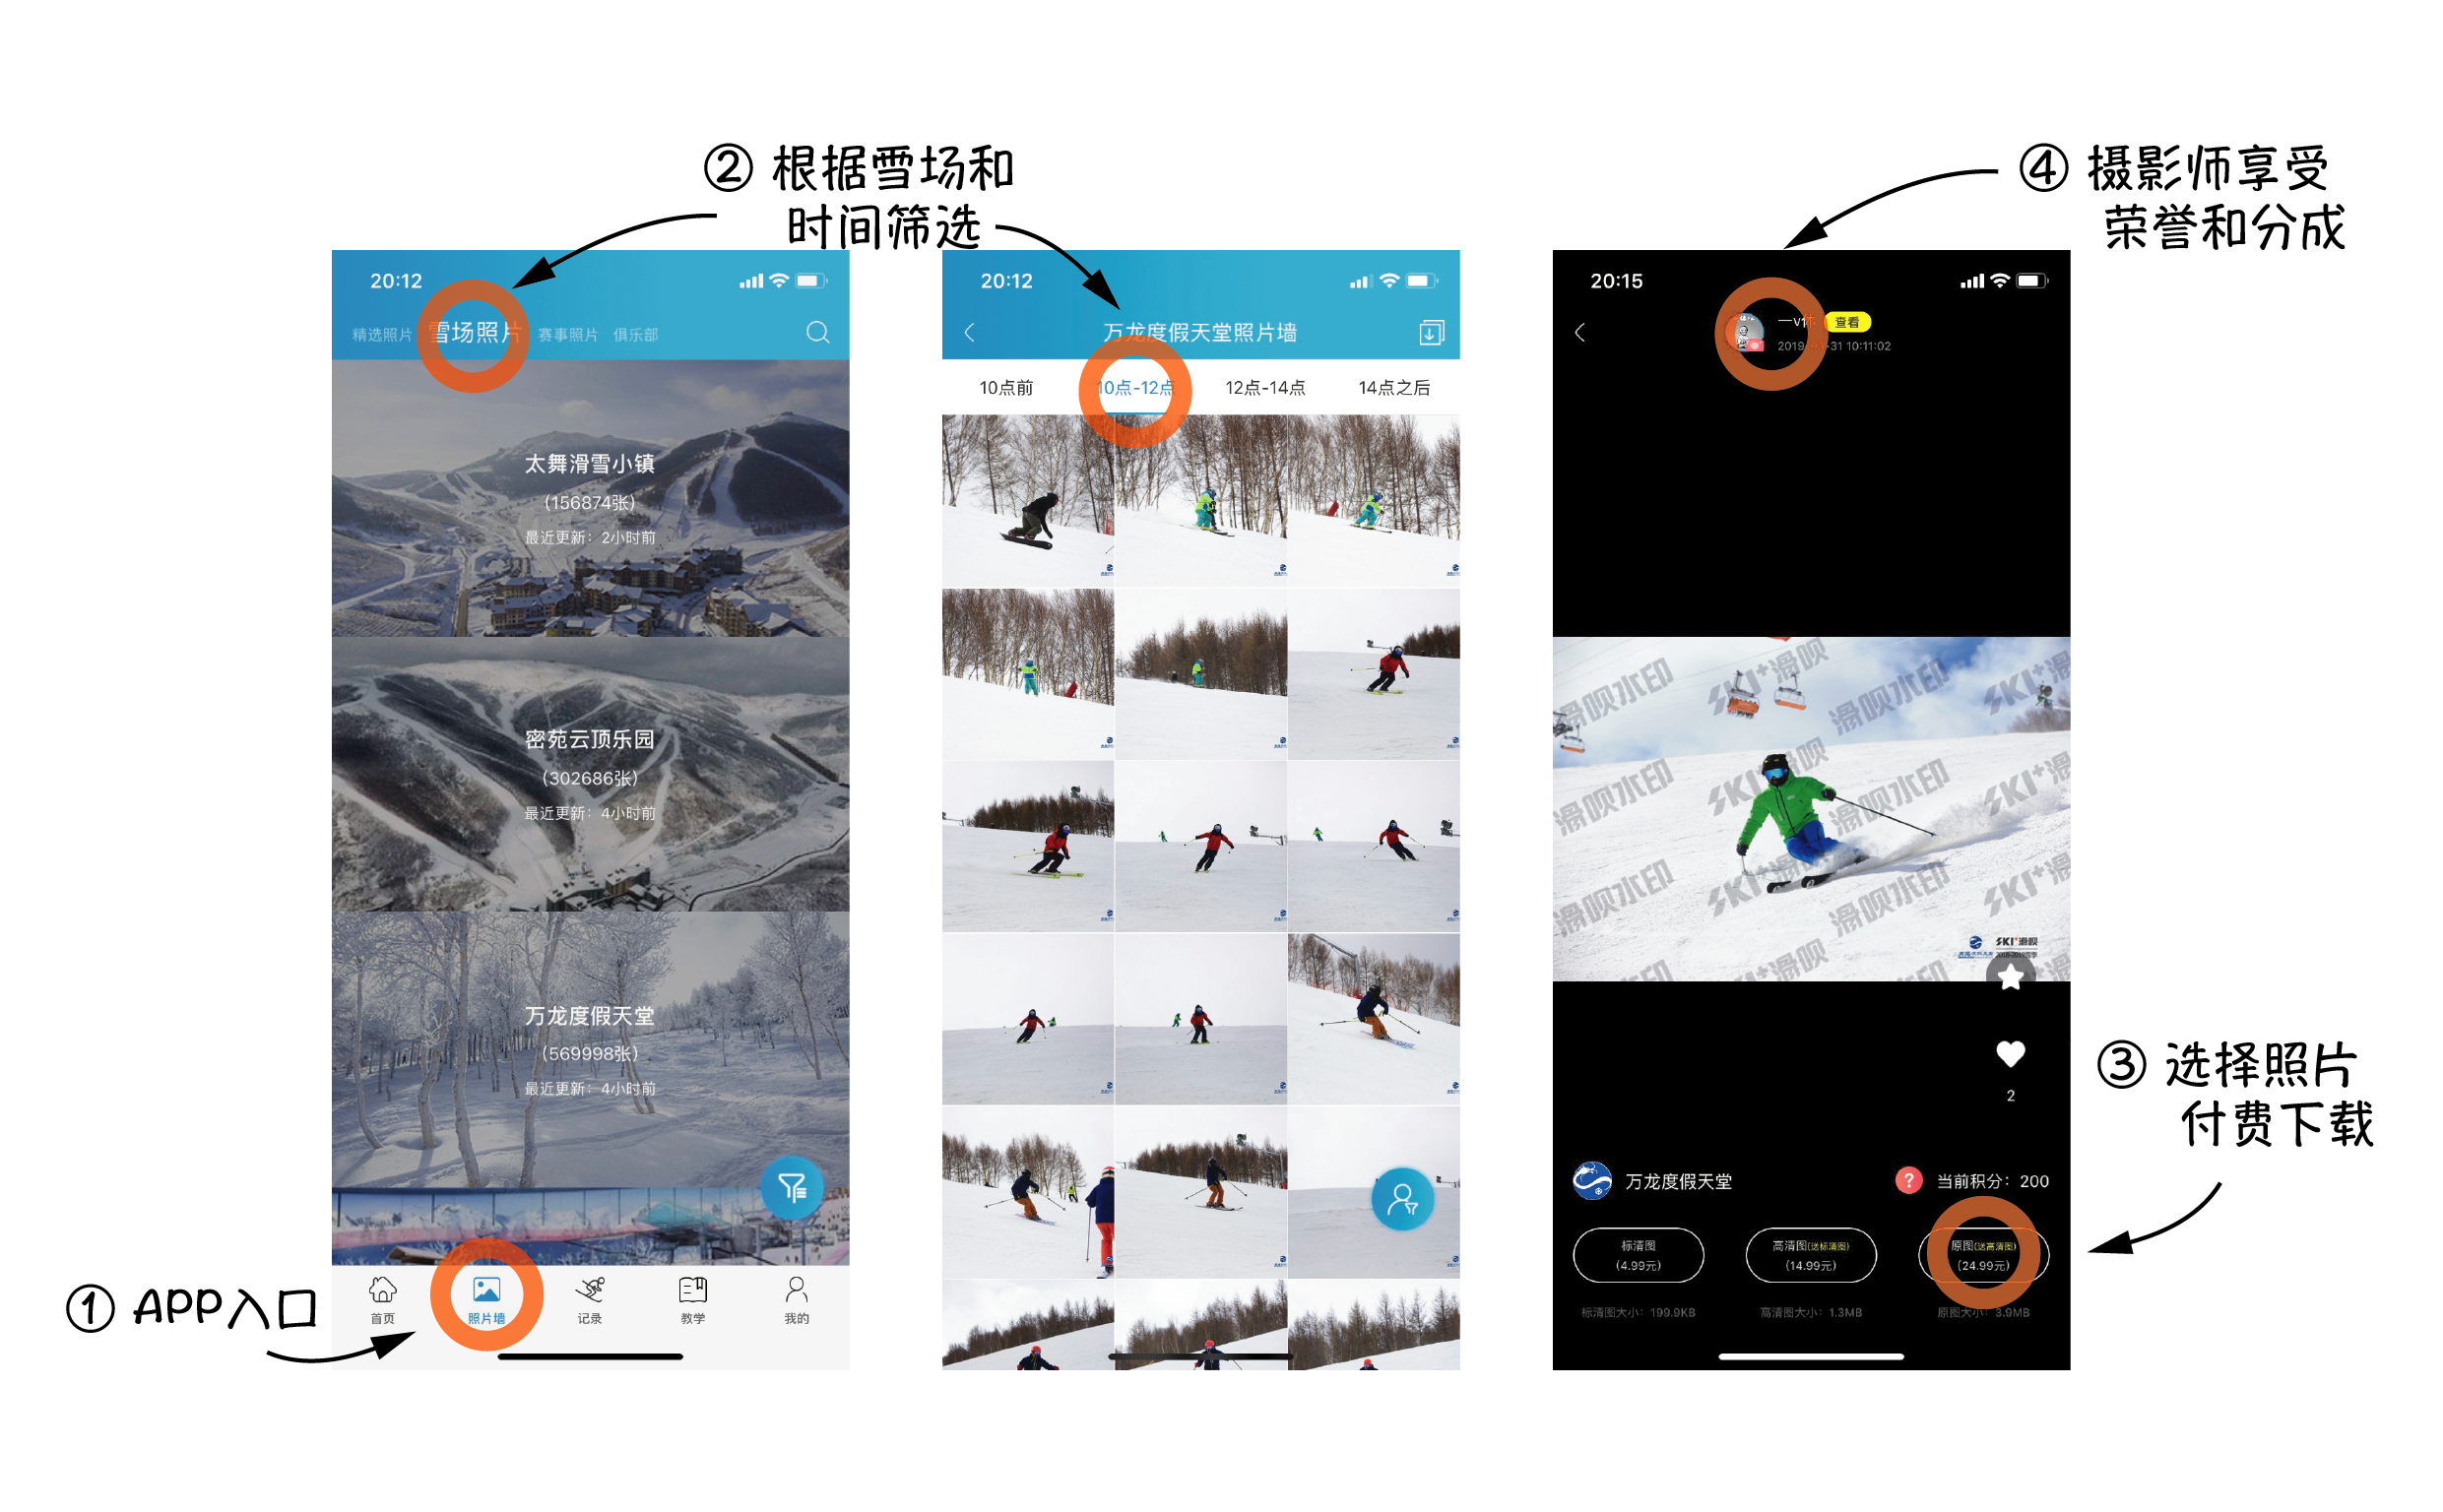 ② 根据雪场和
时间筛选
④ 摄影师享受
荣誉和分成
20:12
精选照片 雪场照片 赛事照片 俱乐部
太舞滑雪小镇
(156874张)
最近更新：2小时前
密苑云顶乐园
(302686张)
最近更新：4小时前
万龙度假天堂
(569998张)
最近更新：4小时前
首页 照片墙 记录 教学 我的
① APP入口
20:12
万龙度假天堂照片墙
10点前 10点-12点 12点-14点 14点之后
20:15
查看
2019 31 10:11:02
SKI+滑呗水印
SKI+滑呗
2018-2019雪季
2
③ 选择照片
付费下载
万龙度假天堂
? 当前积分：200
标清图 高清图(送标清图) 原图(送高清图)
(4.99元) (14.99元) (24.99元)
标清图大小：199.9KB 高清图大小：1.3MB 原图大小：3.9MB